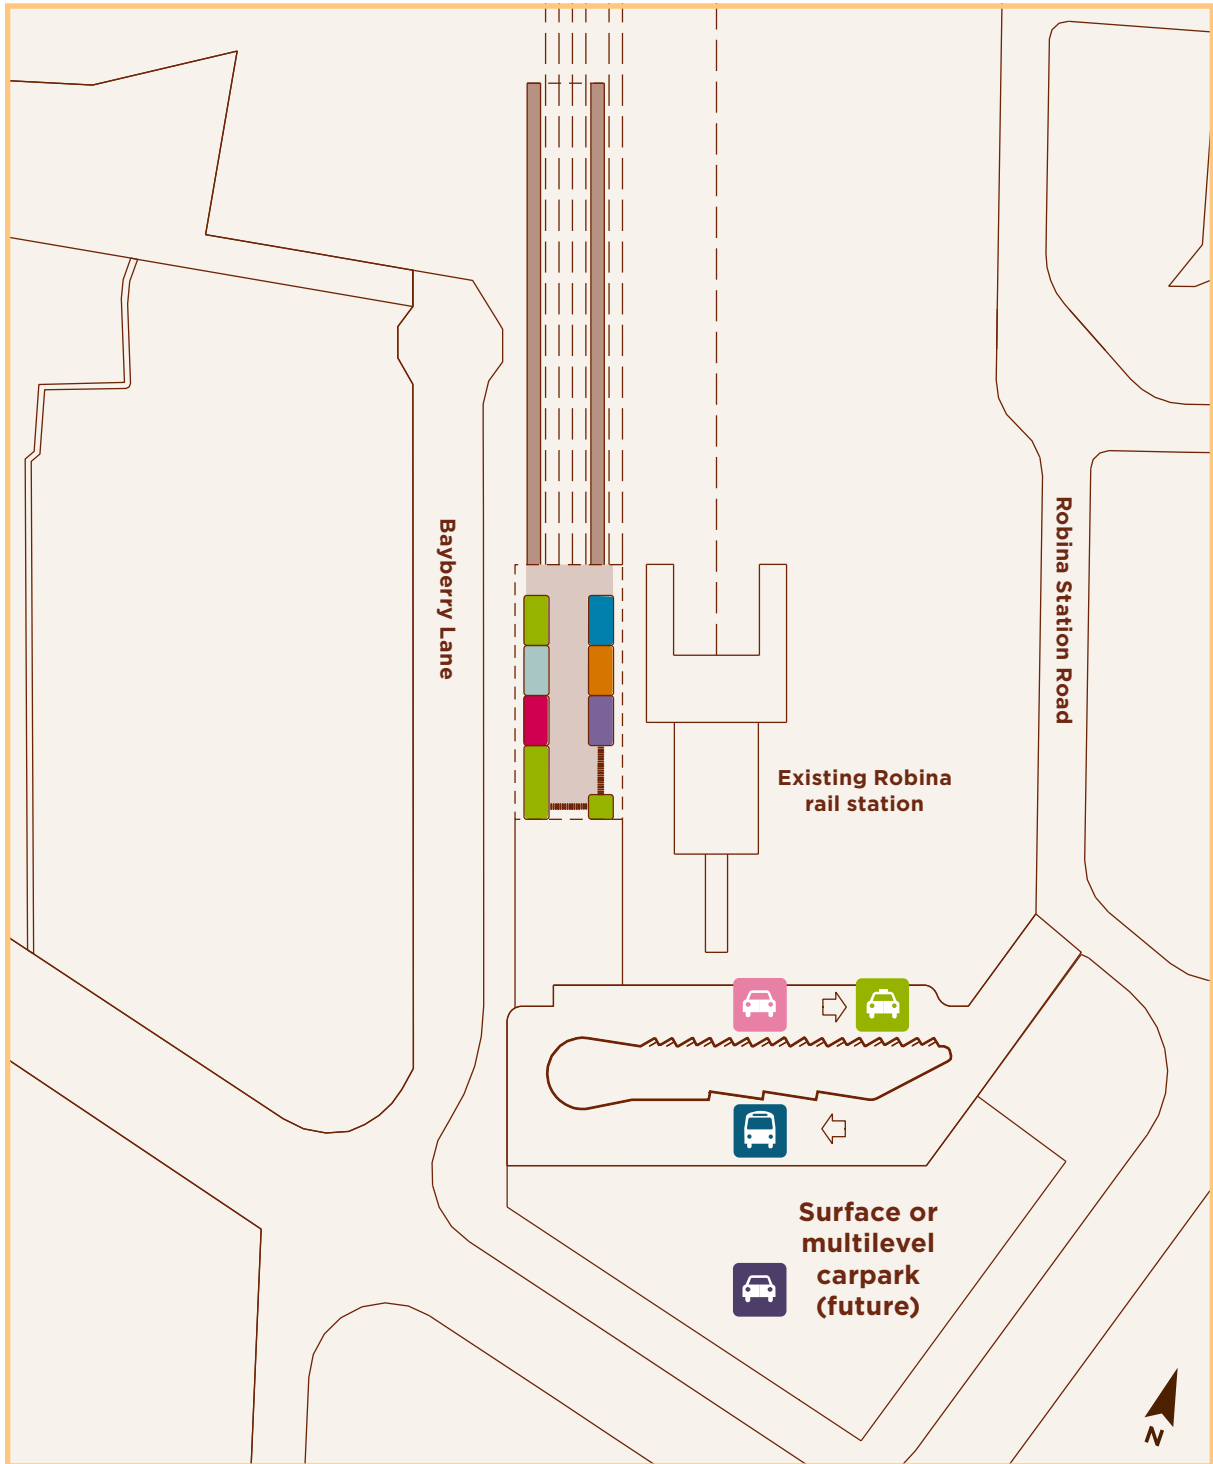 Bayberry Lane
Robina Station Road
Existing Robina
rail station
Surface or
multilevel
carpark
(future)
N